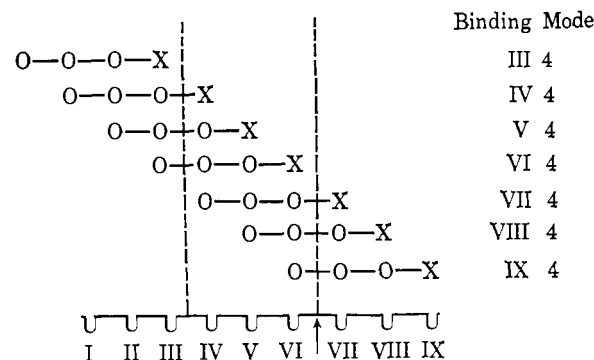 Binding Mode
O—O—O—X III 4
O—O—O—X IV 4
O—O—O—X V 4
O—O—O—X VI 4
O—O—O—X VII 4
O—O—O—X VIII 4
O—O—O—X IX 4
I II III IV V VI VII VIII IX